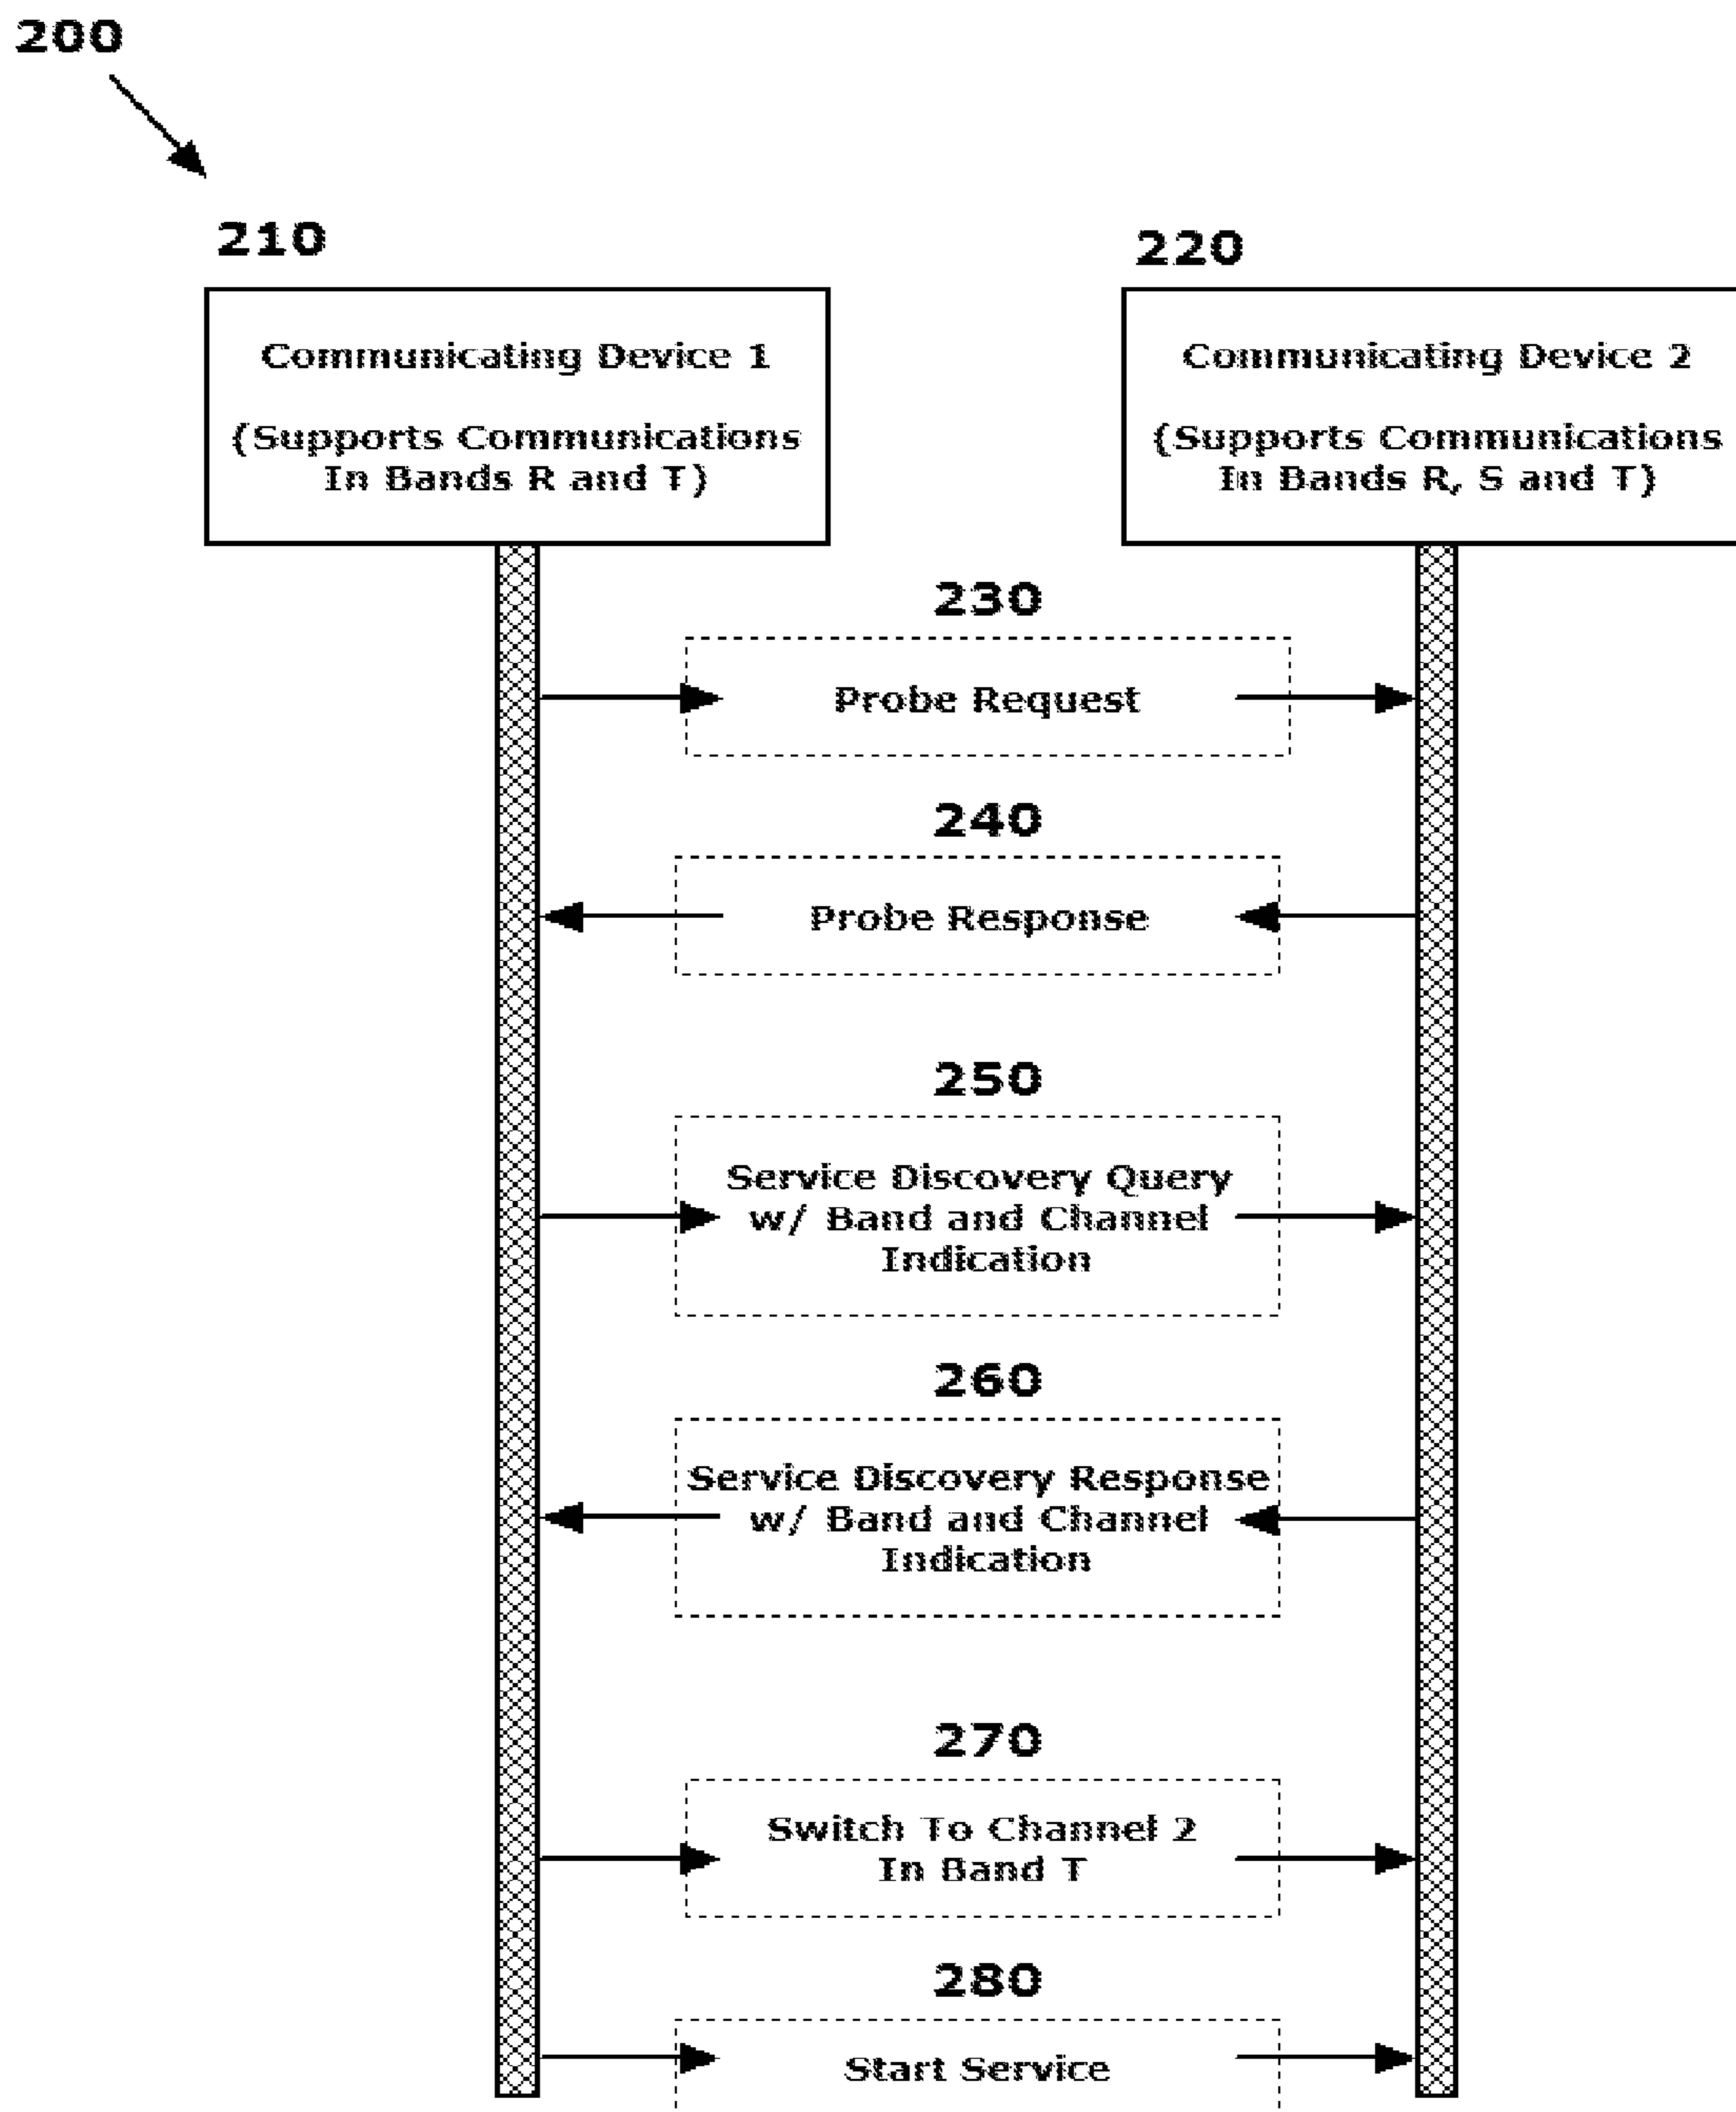 200
210
220
Communicating Device 1
(Supports Communications
In Bands R and T)
Communicating Device 2
(Supports Communications
In Bands R, S and T)
230
Probe Request
240
Probe Response
250
Service Discovery Query
w/ Band and Channel
Indication
260
Service Discovery Response
w/ Band and Channel
Indication
270
Switch To Channel 2
In Band T
280
Start Service